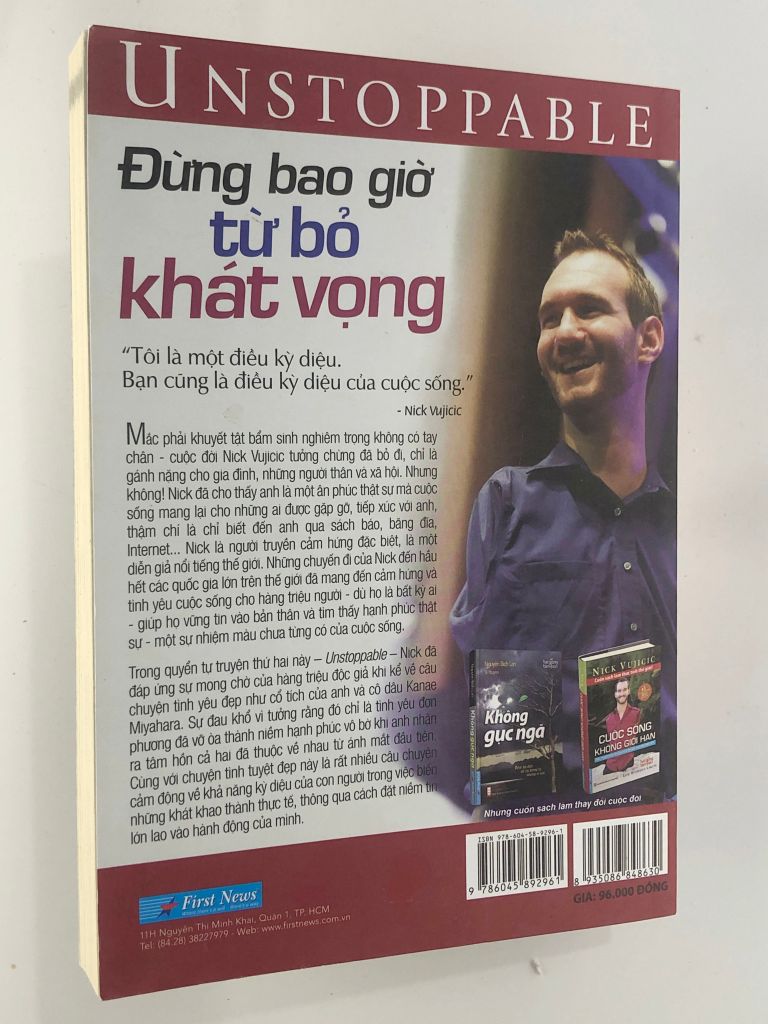 UNSTOPPABLE
Đừng bao giờ
từ bỏ
khát vọng
“Tôi là một điều kỳ diệu.
Bạn cũng là điều kỳ diệu của cuộc sống.”
- Nick Vujicic
Mắc phải khuyết tật bẩm sinh nghiêm trọng không có tay
chân - cuộc đời Nick Vujicic tưởng chừng đã bỏ đi, chỉ là
gánh nặng cho gia đình, những người thân và xã hội. Nhưng
không! Nick đã cho thấy anh là một ân phúc thật sự mà cuộc
sống mang lại cho những ai được gặp gỡ, tiếp xúc với anh,
thậm chí là chỉ biết đến anh qua sách báo, băng đĩa,
Internet... Nick là người truyền cảm hứng đặc biệt, là một
diễn giả nổi tiếng thế giới. Những chuyến đi của Nick đến hầu
hết các quốc gia lớn trên thế giới đã mang đến cảm hứng và
tình yêu cuộc sống cho hàng triệu người - dù họ là bất kỳ ai
- giúp họ vững tin vào bản thân và tìm thấy hạnh phúc thật
sự - một sự nhiệm màu chưa từng có của cuộc sống.
Trong quyển tự truyện thứ hai này – Unstoppable – Nick đã
đáp ứng sự mong chờ của hàng triệu độc giả khi kể về câu
chuyện tình yêu đẹp như cổ tích của anh và cô dâu Kanae
Miyahara. Sự đau khổ vì tưởng rằng đó chỉ là tình yêu đơn
phương đã vỡ òa thành niềm hạnh phúc vô bờ khi anh nhận
ra tâm hồn cả hai đã thuộc về nhau từ ánh mắt đầu tiên.
Cùng với chuyện tình tuyệt đẹp này là rất nhiều câu chuyện
cảm động về khả năng kỳ diệu của con người trong việc biến
những khát khao thành thực tế, thông qua cách đặt niềm tin
lớn lao vào hành động của mình.
Nguyễn Bích Lan
Không
gục ngã
NICK VUJICIC
CUỘC SỐNG
KHÔNG GIỚI HẠN
Những cuốn sách làm thay đổi cuộc đời
ISBN 978-604-58-9296-1
9 786045 892961
8 935086 848630
GIÁ: 96.000 ĐỒNG
First News
11H Nguyễn Thị Minh Khai, Quận 1, TP. HCM
Tel: (84.28) 38227979 - Web: www.firstnews.com.vn